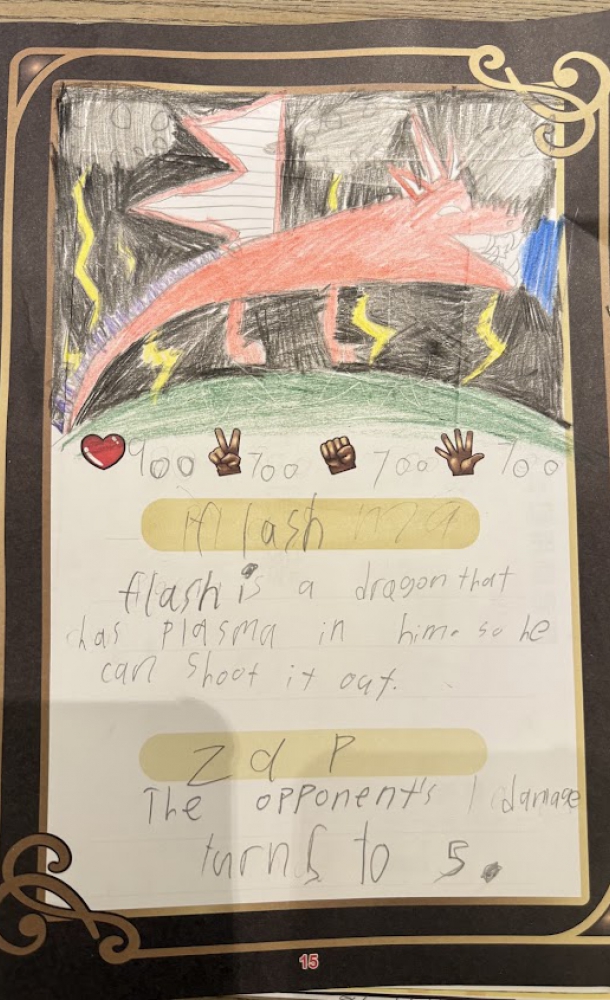 900 700 700 700
flash
flash is a dragon that
has plasma in him. so he
can shoot it out.
zap
The opponent's 1 damage
turns to 5.
15